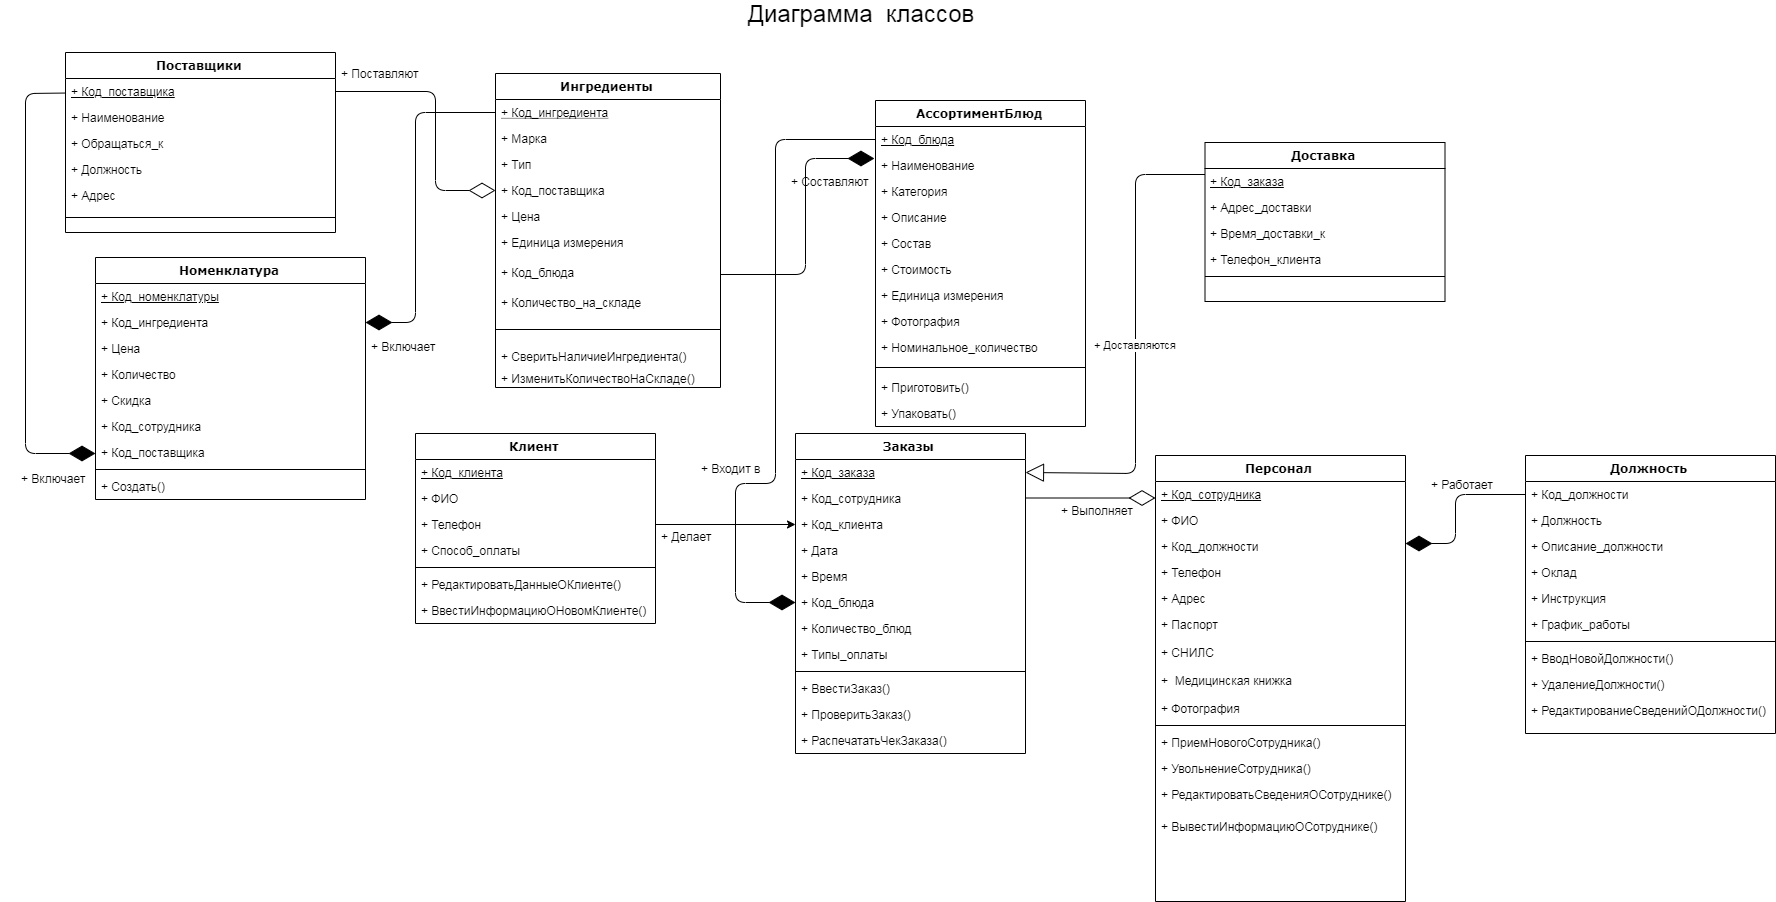 Диаграмма классов
Поставщики
+ Код_поставщика
+ Наименование
+ Обращаться_к
+ Должность
+ Адрес
+ Поставляют
Номенклатура
+ Код_номенклатуры
+ Код_ингредиента
+ Цена
+ Количество
+ Скидка
+ Код_сотрудника
+ Код_поставщика
+ Создать()
+ Включает
+ Включает
Ингредиенты
+ Код_ингредиента
+ Марка
+ Тип
+ Код_поставщика
+ Цена
+ Единица измерения
+ Код_блюда
+ Количество_на_складе
+ СверитьНаличиеИнгредиента()
+ ИзменитьКоличествоНаСкладе()
+ Составляют
АссортиментБлюд
+ Код_блюда
+ Наименование
+ Категория
+ Описание
+ Состав
+ Стоимость
+ Единица измерения
+ Фотография
+ Номинальное_количество
+ Приготовить()
+ Упаковать()
Доставка
+ Код_заказа
+ Адрес_доставки
+ Время_доставки_к
+ Телефон_клиента
+ Доставляются
Клиент
+ Код_клиента
+ ФИО
+ Телефон
+ Способ_оплаты
+ РедактироватьДанныеОКлиенте()
+ ВвестиИнформациюОНовомКлиенте()
+ Входит в
+ Делает
Заказы
+ Код_заказа
+ Код_сотрудника
+ Код_клиента
+ Дата
+ Время
+ Код_блюда
+ Количество_блюд
+ Типы_оплаты
+ ВвестиЗаказ()
+ ПроверитьЗаказ()
+ РаспечататьЧекЗаказа()
+ Выполняет
Персонал
+ Код_сотрудника
+ ФИО
+ Код_должности
+ Телефон
+ Адрес
+ Паспорт
+ СНИЛС
+ Медицинская книжка
+ Фотография
+ ПриемНовогоСотрудника()
+ УвольнениеСотрудника()
+ РедактироватьСведенияОСотруднике()
+ ВывестиИнформациюОСотруднике()
+ Работает
Должность
+ Код_должности
+ Должность
+ Описание_должности
+ Оклад
+ Инструкция
+ График_работы
+ ВводНовойДолжности()
+ УдалениеДолжности()
+ РедактированиеСведенийОДолжности()